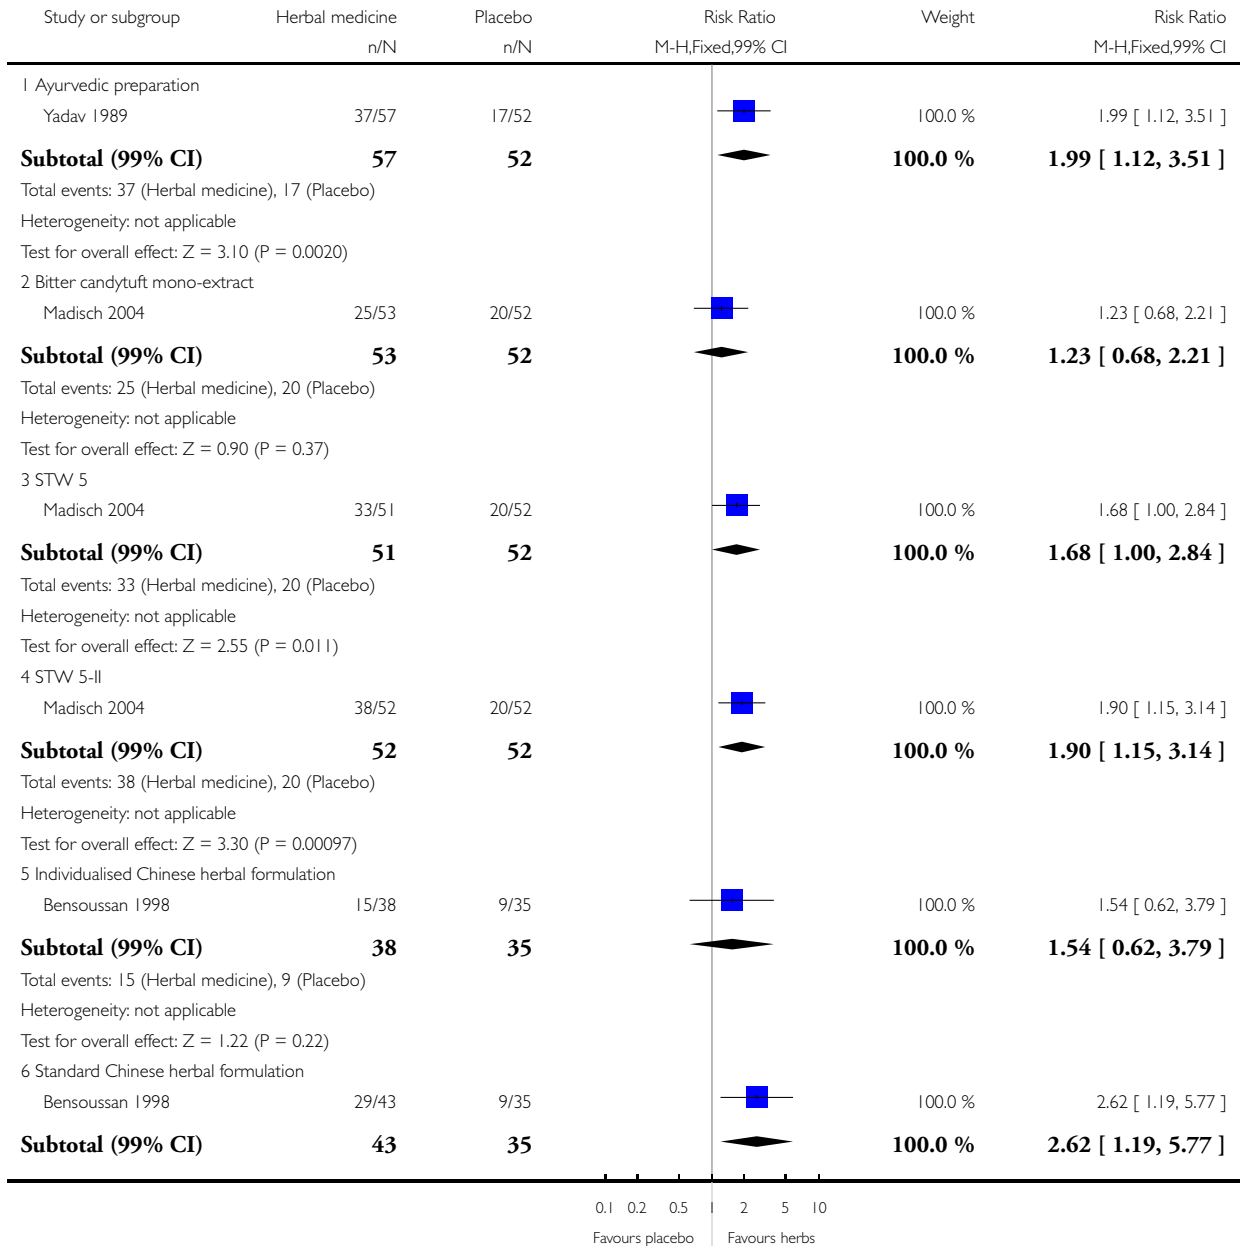 Study or subgroup Herbal medicine Placebo Risk Ratio Weight Risk Ratio
n/N n/N M-H,Fixed,99% CI M-H,Fixed,99% CI
1 Ayurvedic preparation
Yadav 1989 37/57 17/52 100.0 % 1.99 [ 1.12, 3.51 ]
Subtotal (99% CI) 57 52 100.0 % 1.99 [ 1.12, 3.51 ]
Total events: 37 (Herbal medicine), 17 (Placebo)
Heterogeneity: not applicable
Test for overall effect: Z = 3.10 (P = 0.0020)
2 Bitter candytuft mono-extract
Madisch 2004 25/53 20/52 100.0 % 1.23 [ 0.68, 2.21 ]
Subtotal (99% CI) 53 52 100.0 % 1.23 [ 0.68, 2.21 ]
Total events: 25 (Herbal medicine), 20 (Placebo)
Heterogeneity: not applicable
Test for overall effect: Z = 0.90 (P = 0.37)
3 STW 5
Madisch 2004 33/51 20/52 100.0 % 1.68 [ 1.00, 2.84 ]
Subtotal (99% CI) 51 52 100.0 % 1.68 [ 1.00, 2.84 ]
Total events: 33 (Herbal medicine), 20 (Placebo)
Heterogeneity: not applicable
Test for overall effect: Z = 2.55 (P = 0.011)
4 STW 5-II
Madisch 2004 38/52 20/52 100.0 % 1.90 [ 1.15, 3.14 ]
Subtotal (99% CI) 52 52 100.0 % 1.90 [ 1.15, 3.14 ]
Total events: 38 (Herbal medicine), 20 (Placebo)
Heterogeneity: not applicable
Test for overall effect: Z = 3.30 (P = 0.00097)
5 Individualised Chinese herbal formulation
Bensoussan 1998 15/38 9/35 100.0 % 1.54 [ 0.62, 3.79 ]
Subtotal (99% CI) 38 35 100.0 % 1.54 [ 0.62, 3.79 ]
Total events: 15 (Herbal medicine), 9 (Placebo)
Heterogeneity: not applicable
Test for overall effect: Z = 1.22 (P = 0.22)
6 Standard Chinese herbal formulation
Bensoussan 1998 29/43 9/35 100.0 % 2.62 [ 1.19, 5.77 ]
Subtotal (99% CI) 43 35 100.0 % 2.62 [ 1.19, 5.77 ]
0.1 0.2 0.5 1 2 5 10
Favours placebo Favours herbs